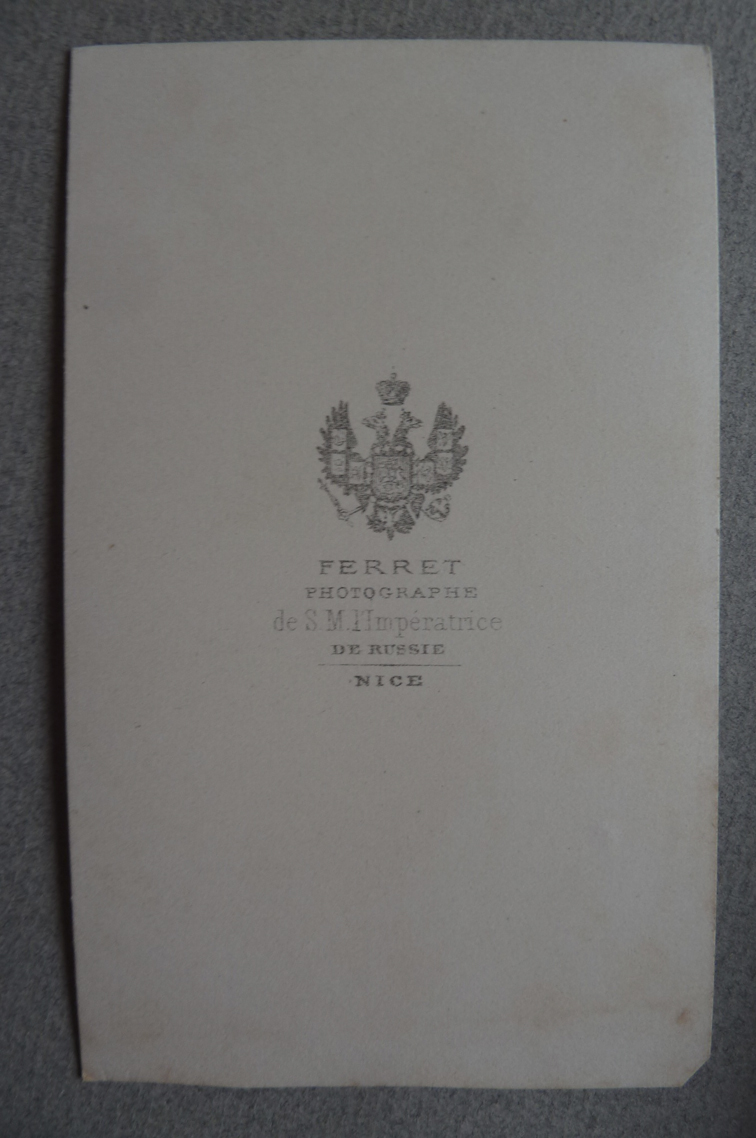 FERRET
PHOTOGRAPHE
de S.M. l'Impératrice
DE RUSSIE
NICE